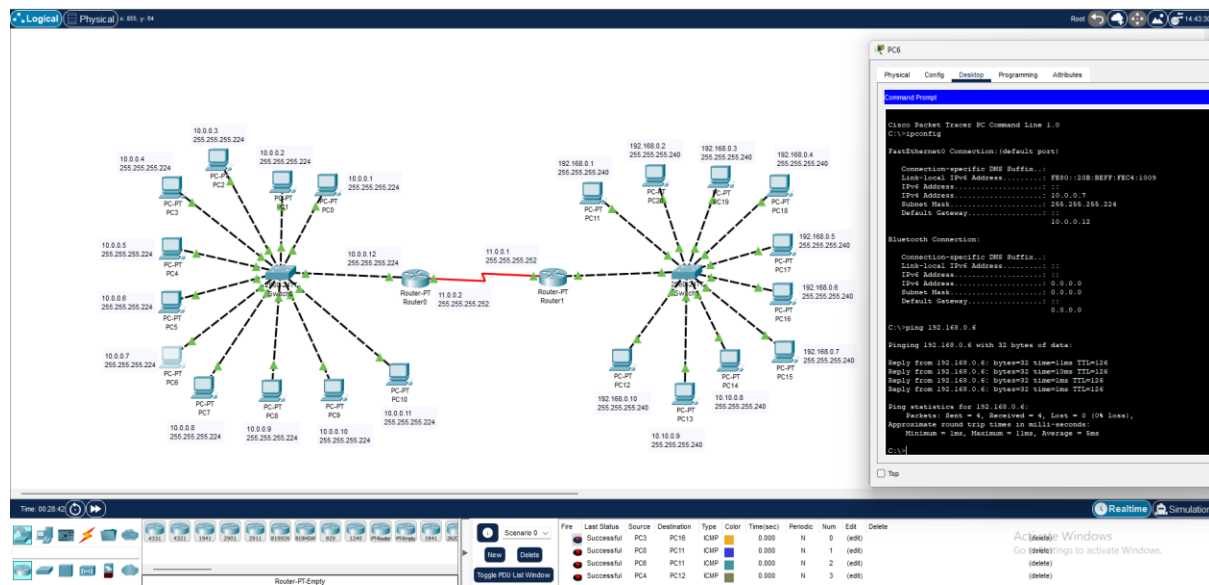 Logical
Physical
x: 855, y: 64
Root
14:43:30
10.0.0.3
255.255.255.224
PC-PT
PC2
10.0.0.4
255.255.255.224
PC-PT
PC3
10.0.0.2
255.255.255.224
PC-PT
PC1
10.0.0.1
255.255.255.224
PC-PT
PC0
10.0.0.5
255.255.255.224
PC-PT
PC4
10.0.0.6
255.255.255.224
PC-PT
PC5
10.0.0.7
255.255.255.224
PC-PT
PC6
PC-PT
PC7
10.0.0.8
255.255.255.224
PC-PT
PC8
10.0.0.9
255.255.255.224
PC-PT
PC9
10.0.0.10
255.255.255.224
PC-PT
PC10
10.0.0.11
255.255.255.224
10.0.0.12
255.255.255.224
Router-PT
Router0
11.0.0.2
255.255.255.252
11.0.0.1
255.255.255.252
Router-PT
Router1
192.168.0.1
255.255.255.240
PC-PT
PC11
192.168.0.2
255.255.255.240
PC-PT
PC20
192.168.0.3
255.255.255.240
PC-PT
PC19
192.168.0.4
255.255.255.240
PC-PT
PC18
192.168.0.5
255.255.255.240
PC-PT
PC17
192.168.0.6
255.255.255.240
PC-PT
PC16
192.168.0.7
255.255.255.240
PC-PT
PC15
PC-PT
PC14
10.10.0.8
255.255.255.240
PC-PT
PC13
10.10.0.9
255.255.255.240
PC-PT
PC12
192.168.0.10
255.255.255.240
PC6
Physical Config Desktop Programming Attributes
Command Prompt
Cisco Packet Tracer PC Command Line 1.0
C:\>ipconfig
FastEthernet0 Connection:(default port)
Connection-specific DNS Suffix..:
Link-local IPv6 Address.........: FE80::20B:BEFF:FEC4:1009
IPv6 Address....................: ::
IPv4 Address....................: 10.0.0.7
Subnet Mask.....................: 255.255.255.224
Default Gateway.................: ::
10.0.0.12
Bluetooth Connection:
Connection-specific DNS Suffix..:
Link-local IPv6 Address.........: ::
IPv6 Address....................: ::
IPv4 Address....................: 0.0.0.0
Subnet Mask.....................: 0.0.0.0
Default Gateway.................: ::
0.0.0.0
C:\>ping 192.168.0.6
Pinging 192.168.0.6 with 32 bytes of data:
Reply from 192.168.0.6: bytes=32 time=11ms TTL=126
Reply from 192.168.0.6: bytes=32 time=10ms TTL=126
Reply from 192.168.0.6: bytes=32 time=1ms TTL=126
Reply from 192.168.0.6: bytes=32 time=1ms TTL=126
Ping statistics for 192.168.0.6:
Packets: Sent = 4, Received = 4, Lost = 0 (0% loss),
Approximate round trip times in milli-seconds:
Minimum = 1ms, Maximum = 11ms, Average = 5ms
C:\>
Top
Time: 00:28:42
Realtime
Simulation
4331 4321 1941 2901 2911 819HGW 829 1240 PT-Router PT-Empty 1841
Router-PT-Empty
Scenario 0
New Delete
Toggle PDU List Window
Fire Last Status Source Destination Type Color Time(sec) Periodic Num Edit Delete
Successful PC3 PC16 ICMP 0.000 N 0 (edit) (delete)
Successful PC0 PC11 ICMP 0.000 N 1 (edit) (delete)
Successful PC6 PC11 ICMP 0.000 N 2 (edit) (delete)
Successful PC4 PC12 ICMP 0.000 N 3 (edit) (delete)
Activate Windows
Go to Settings to activate Windows.